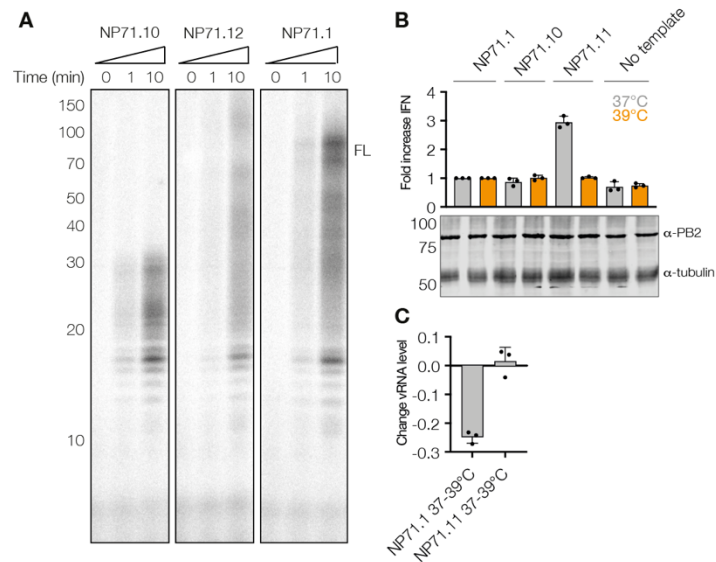 A
NP71.10 NP71.12 NP71.1
Time (min) 0 1 10 0 1 10 0 1 10
150
100
70
50
40
30
20
10
FL
B
NP71.1 NP71.10 NP71.11 No template
37°C
39°C
Fold increase IFN
4
3
2
1
0
100
75
50
α-PB2
α-tubulin
C
Change vRNA level
0.1
0.0
-0.1
-0.2
-0.3
NP71.1 37-39°C
NP71.11 37-39°C